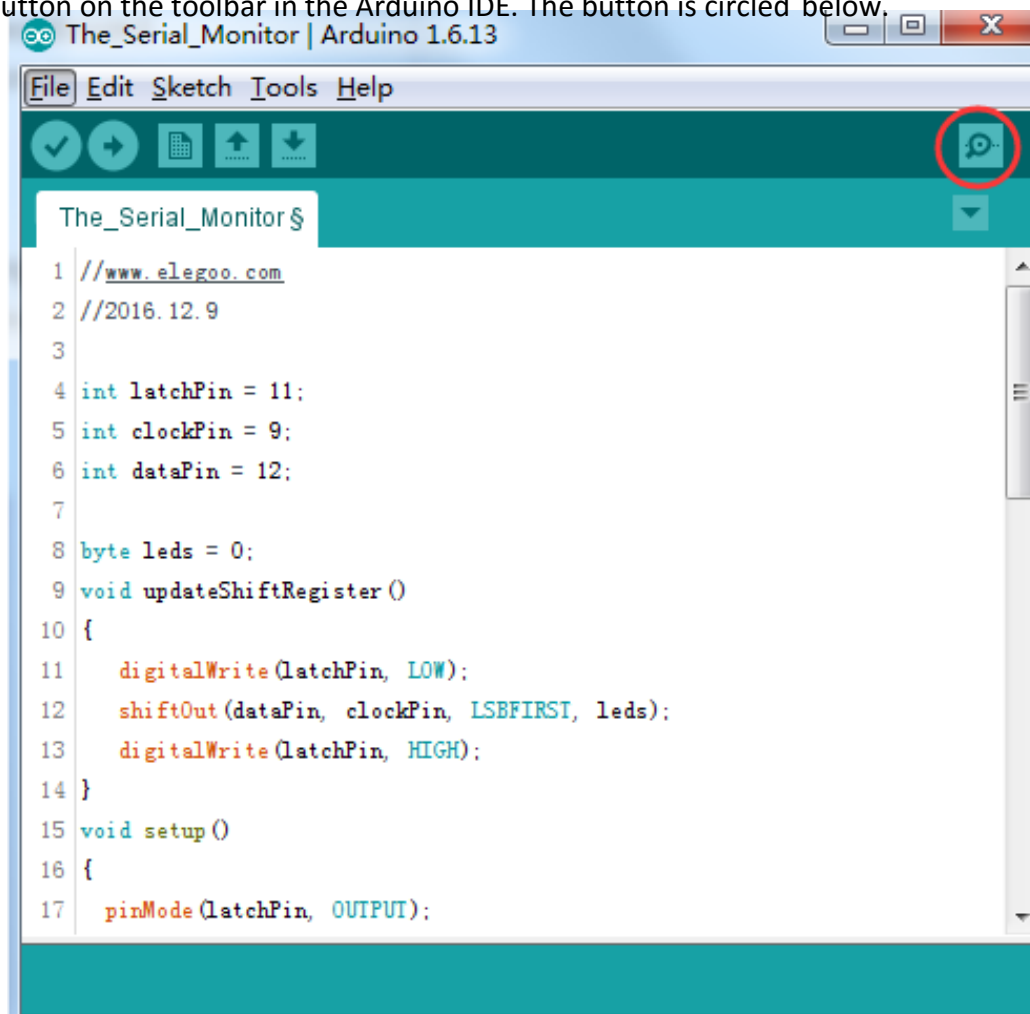 utton on the toolbar in the Arduino IDE. The button is circled below.
The_Serial_Monitor | Arduino 1.6.13
File Edit Sketch Tools Help
The_Serial_Monitor §
1 //www.elegoo.com
2 //2016.12.9
3
4 int latchPin = 11;
5 int clockPin = 9;
6 int dataPin = 12;
7
8 byte leds = 0;
9 void updateShiftRegister()
10 {
11 digitalWrite(latchPin, LOW);
12 shiftOut(dataPin, clockPin, LSBFIRST, leds);
13 digitalWrite(latchPin, HIGH);
14 }
15 void setup()
16 {
17 pinMode(latchPin, OUTPUT);